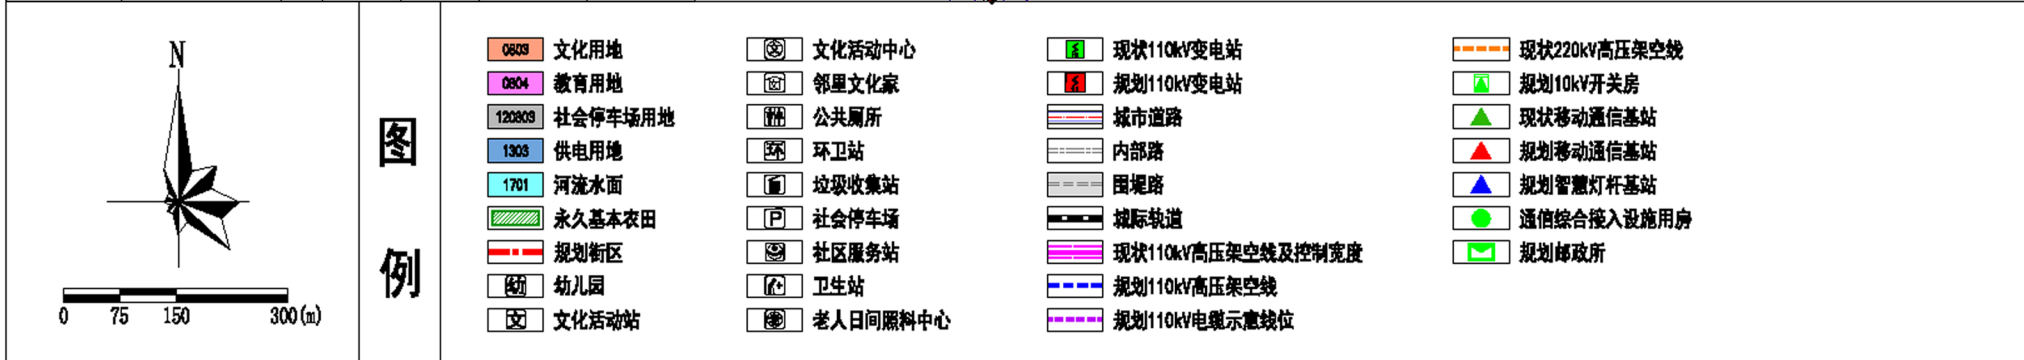 N
0 75 150 300(m)
图例
0803 文化用地
0804 教育用地
120803 社会停车场用地
1303 供电用地
1701 河流水面
永久基本农田
规划街区
幼 幼儿园
文 文化活动站
文 文化活动中心
邻里文化家
公共厕所
环 环卫站
垃圾收集站
P 社会停车场
社区服务站
卫生站
老人日间照料中心
现状110kV变电站
规划110kV变电站
城市道路
内部路
围堤路
城际轨道
现状110kV高压架空线及控制宽度
规划110kV高压架空线
规划110kV电缆示意线位
现状220kV高压架空线
规划10kV开关房
现状移动通信基站
规划移动通信基站
规划智慧灯杆基站
通信综合接入设施用房
规划邮政所